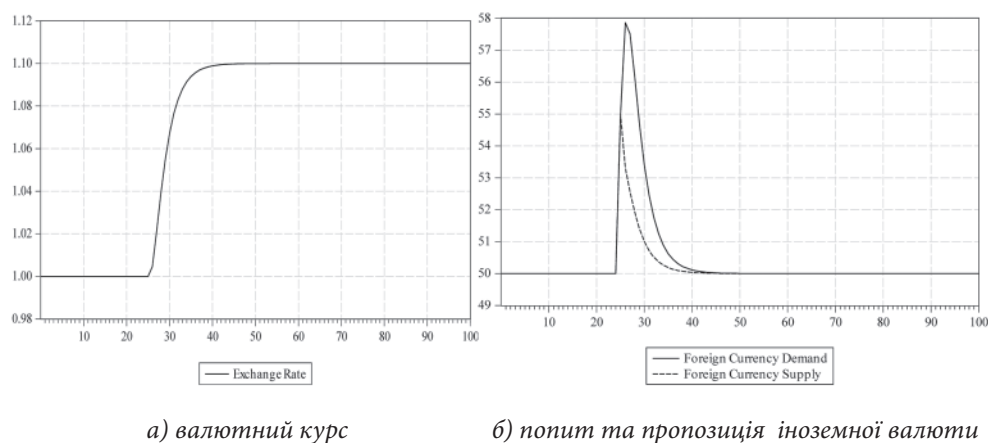 1.12
1.10
1.08
1.06
1.04
1.02
1.00
0.98
10 20 30 40 50 60 70 80 90 100
Exchange Rate
а) валютний курс
58
57
56
55
54
53
52
51
50
49
10 20 30 40 50 60 70 80 90 100
Foreign Currency Demand
Foreign Currency Supply
б) попит та пропозиція іноземної валюти